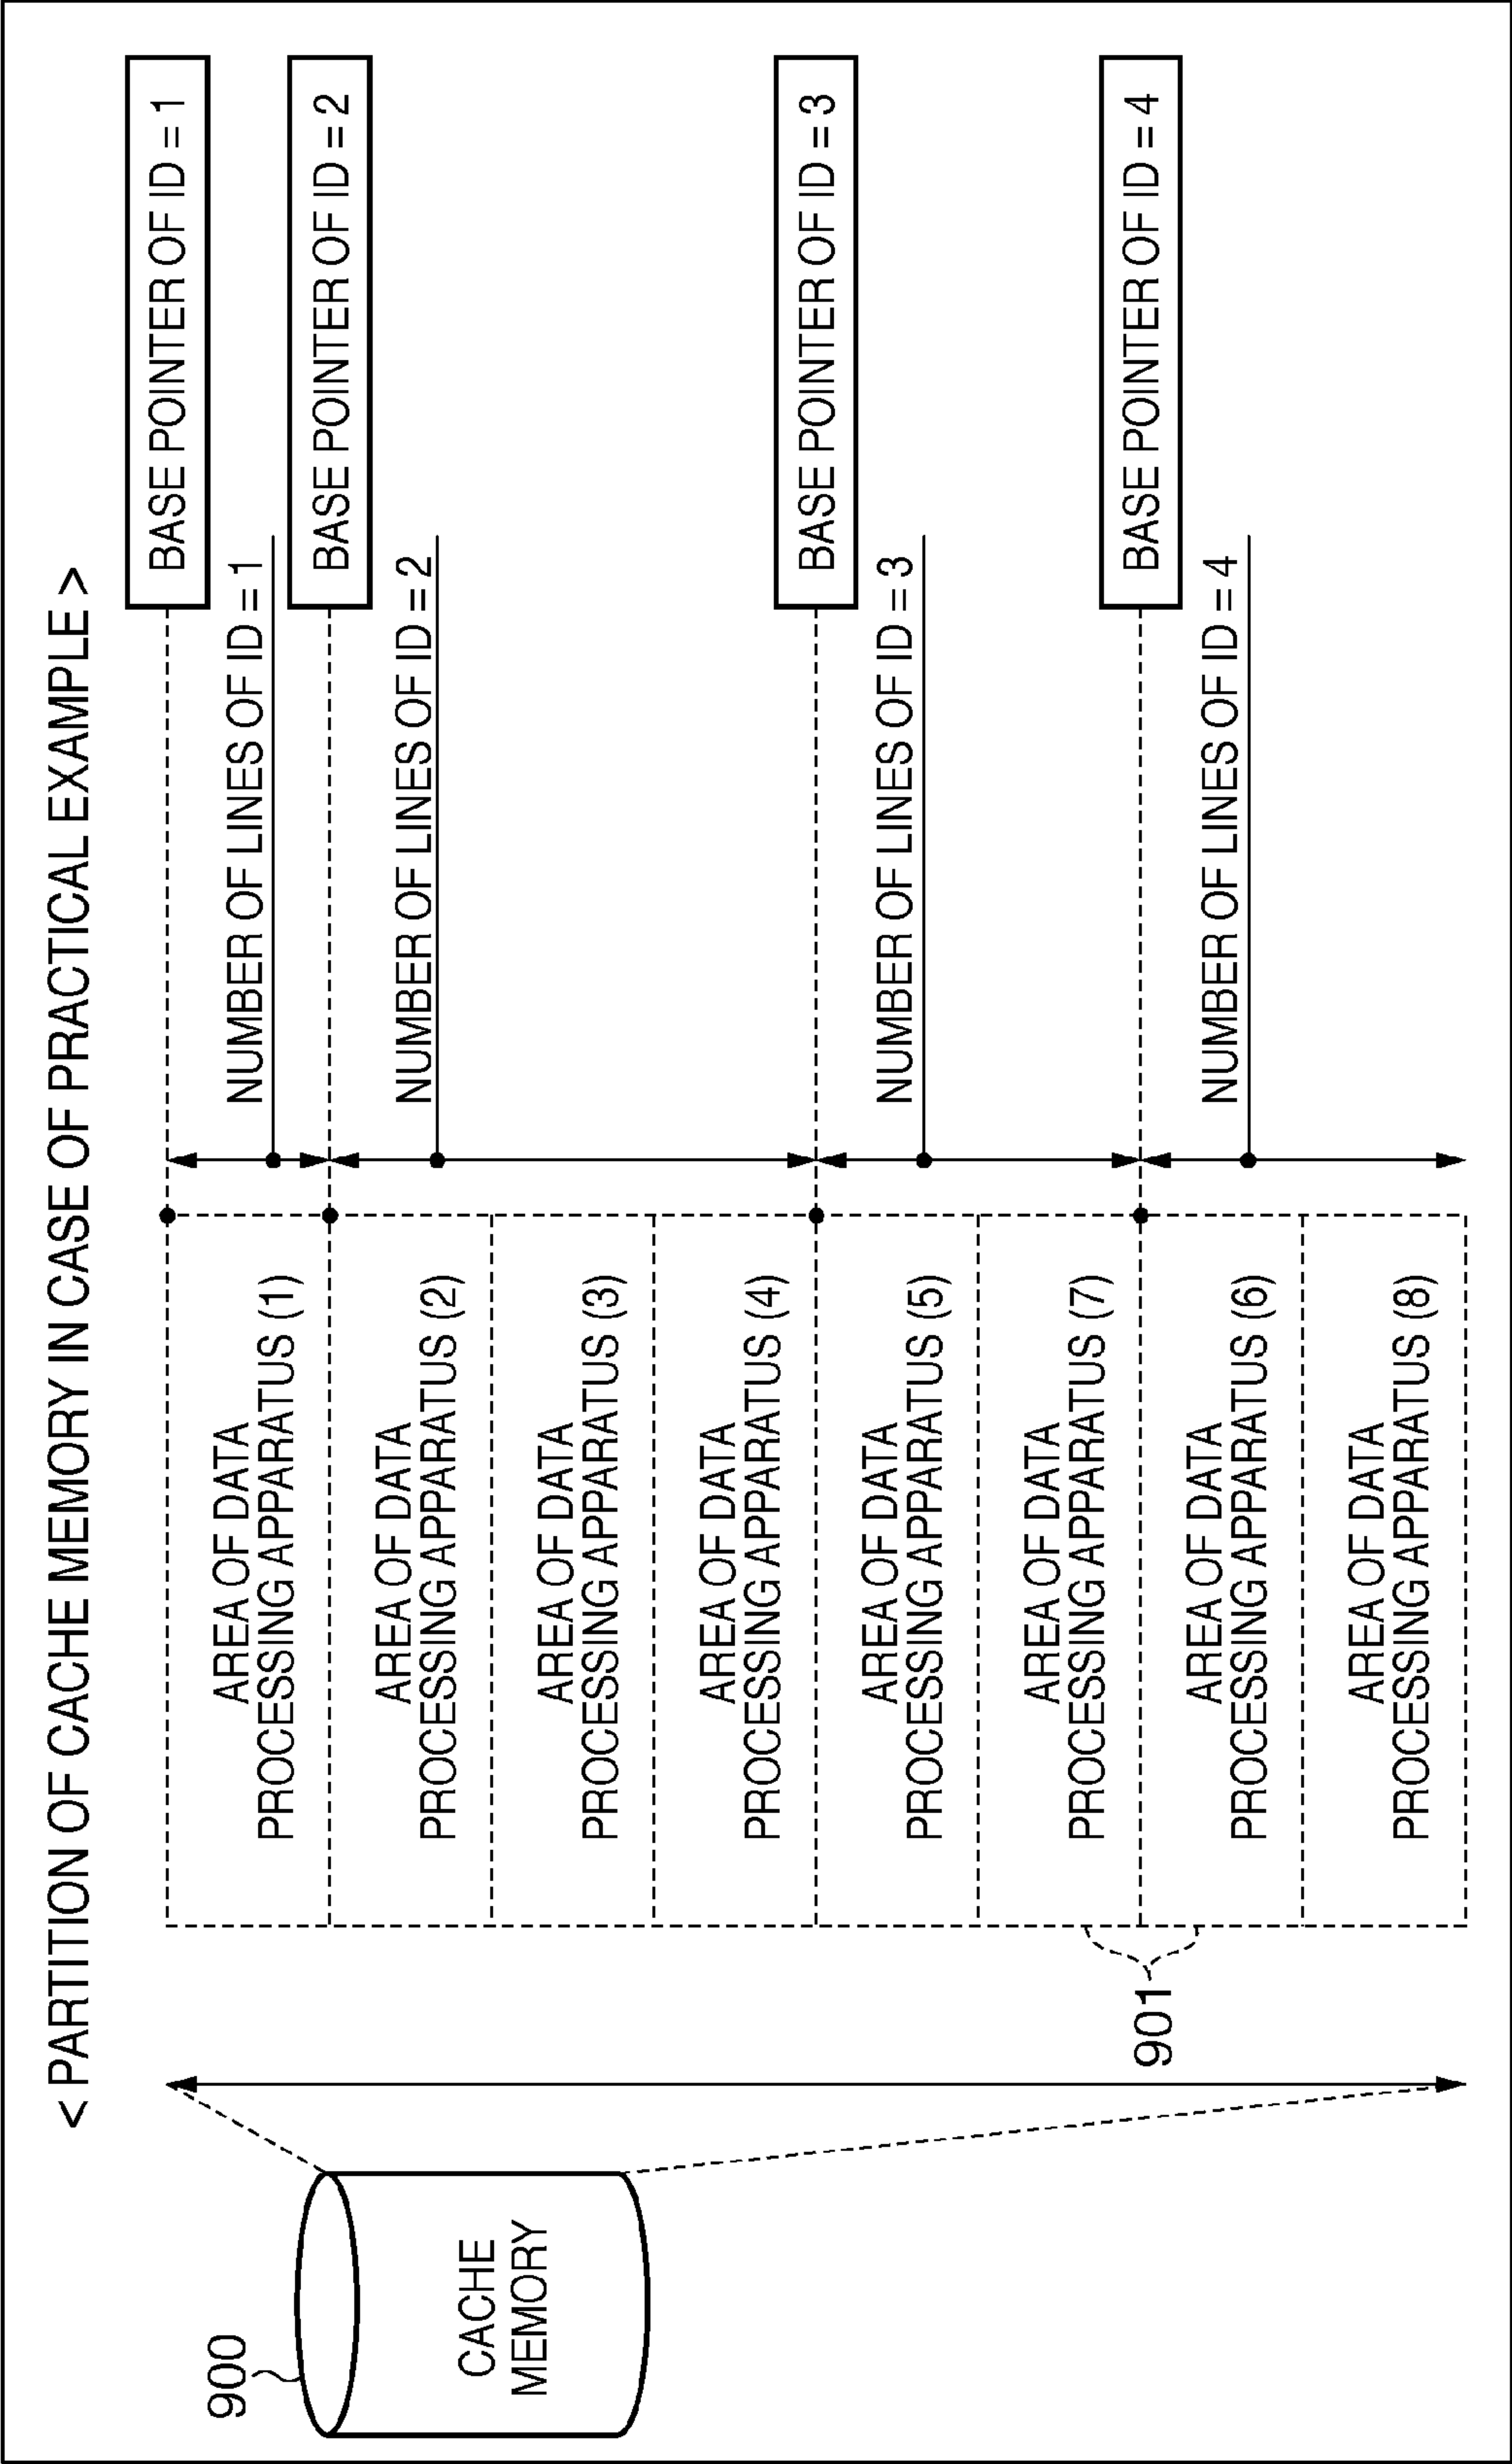 < PARTITION OF CACHE MEMORY IN CASE OF PRACTICAL EXAMPLE >
900
CACHE
MEMORY
901
AREA OF DATA
PROCESSING APPARATUS (1)
AREA OF DATA
PROCESSING APPARATUS (2)
AREA OF DATA
PROCESSING APPARATUS (3)
AREA OF DATA
PROCESSING APPARATUS (4)
AREA OF DATA
PROCESSING APPARATUS (5)
AREA OF DATA
PROCESSING APPARATUS (7)
AREA OF DATA
PROCESSING APPARATUS (6)
AREA OF DATA
PROCESSING APPARATUS (8)
BASE POINTER OF ID = 1
NUMBER OF LINES OF ID = 1
BASE POINTER OF ID = 2
NUMBER OF LINES OF ID = 2
BASE POINTER OF ID = 3
NUMBER OF LINES OF ID = 3
BASE POINTER OF ID = 4
NUMBER OF LINES OF ID = 4